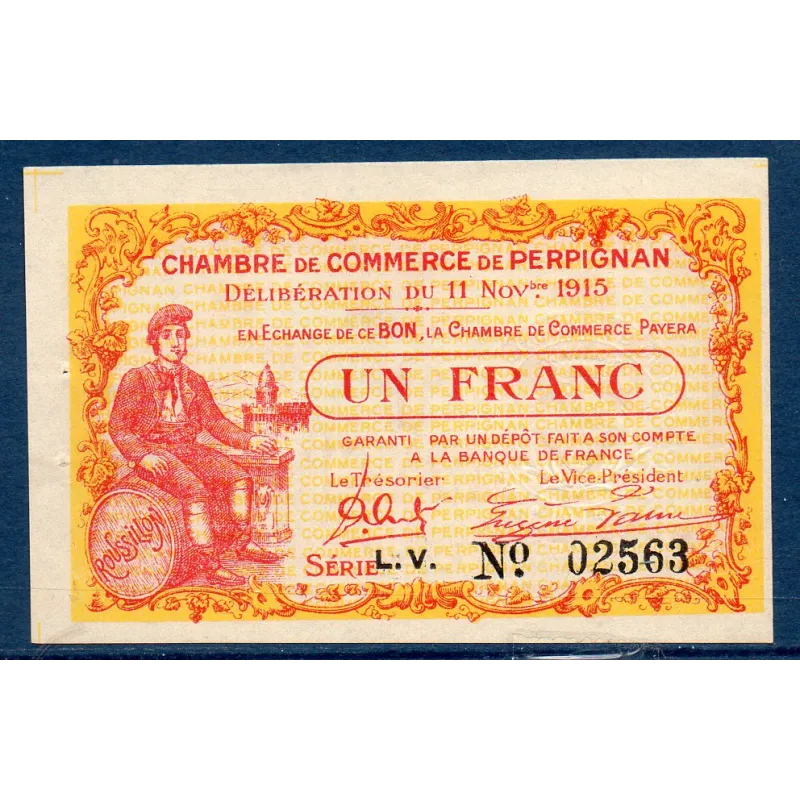 CHAMBRE DE COMMERCE DE PERPIGNAN
DÉLIBÉRATION DU 11 NOVbre. 1915
EN ECHANGE DE CE BON, LA CHAMBRE DE COMMERCE PAYERA
UN FRANC
GARANTI PAR UN DÉPÔT FAIT A SON COMPTE
A LA BANQUE DE FRANCE
Le Trésorier Le Vice-Président
SÉRIE L.V. No. 02563
ROUSSILLON